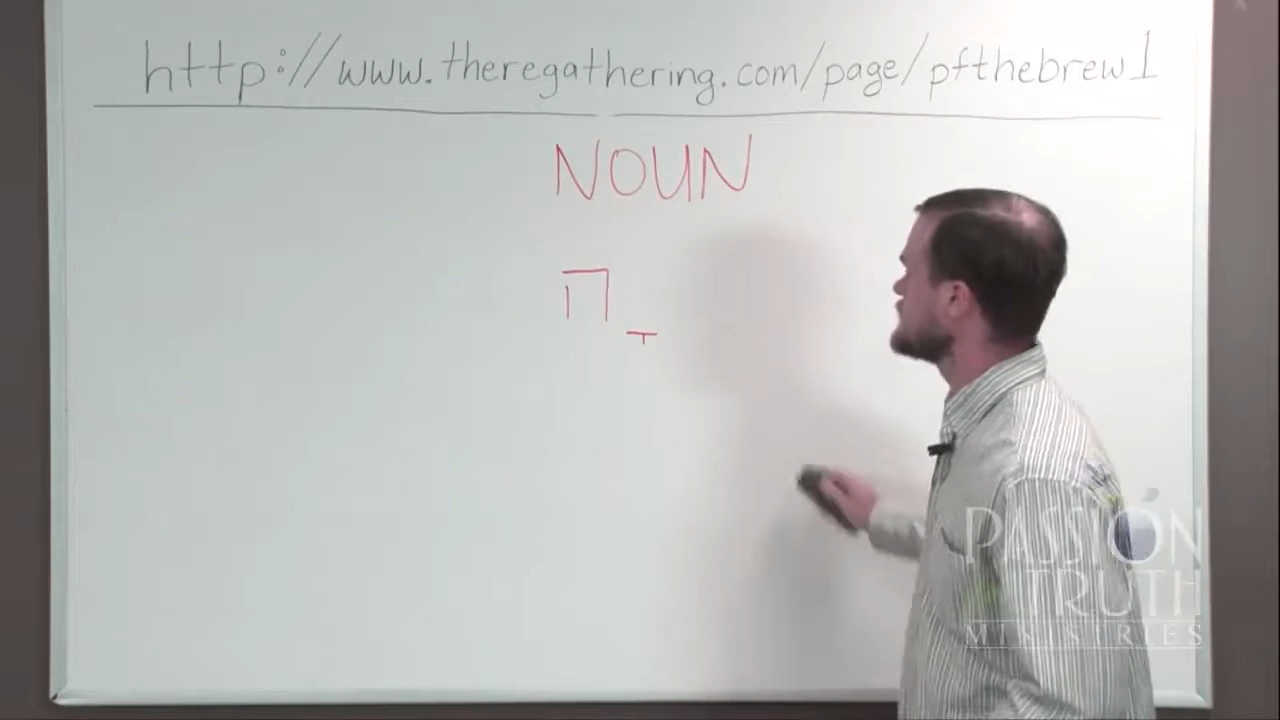 http://www.theregathering.com/page/pfthebrew1
NOUN
ָה
PASSION
TRUTH
MINISTRIES